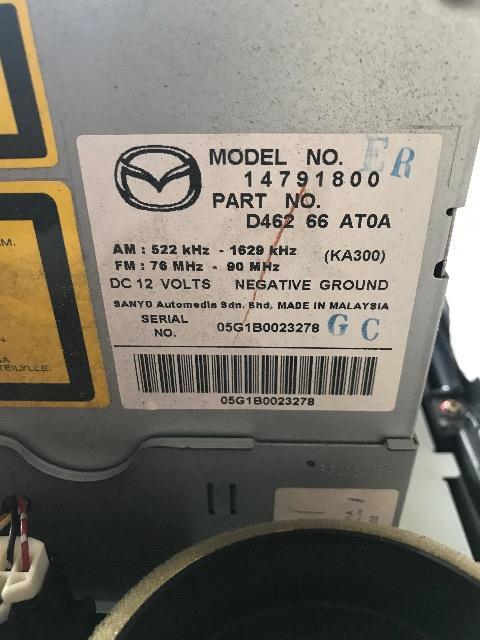 MODEL NO. ER
14791800
PART NO.
D462 66 AT0A
AM : 522 kHz - 1629 kHz (KA300)
FM : 76 MHz - 90 MHz
DC 12 VOLTS NEGATIVE GROUND
SANYO Automedia Sdn. Bhd, MADE IN MALAYSIA
SERIAL
NO. 05G1B0023278 GC
05G1B0023278
M.
N
TEILYLLE.